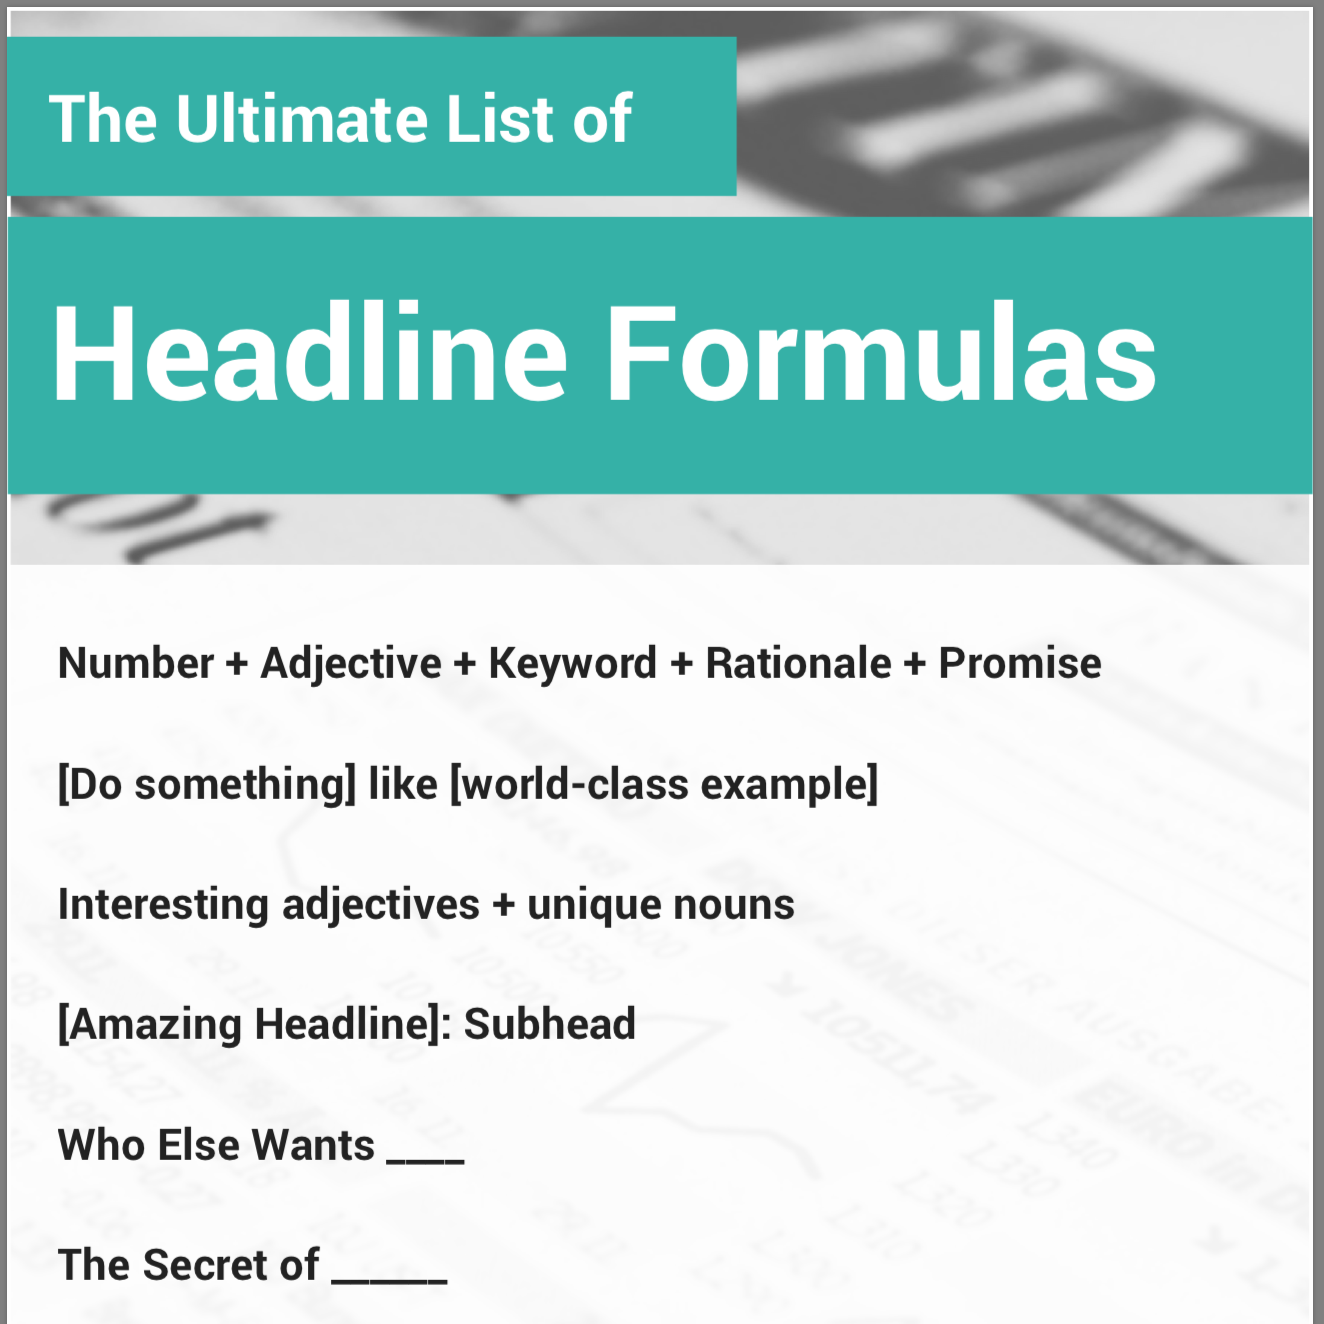 The Ultimate List of
Headline Formulas
Number + Adjective + Keyword + Rationale + Promise
[Do something] like [world-class example]
Interesting adjectives + unique nouns
[Amazing Headline]: Subhead
Who Else Wants ____
The Secret of ______